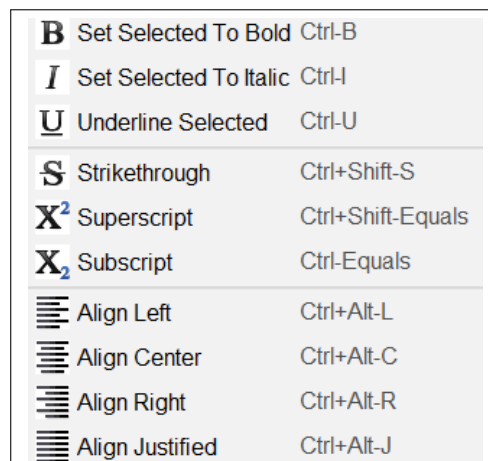 B Set Selected To Bold Ctrl-B
I Set Selected To Italic Ctrl-I
U Underline Selected Ctrl-U
S Strikethrough Ctrl+Shift-S
X² Superscript Ctrl+Shift-Equals
X₂ Subscript Ctrl-Equals
Align Left Ctrl+Alt-L
Align Center Ctrl+Alt-C
Align Right Ctrl+Alt-R
Align Justified Ctrl+Alt-J